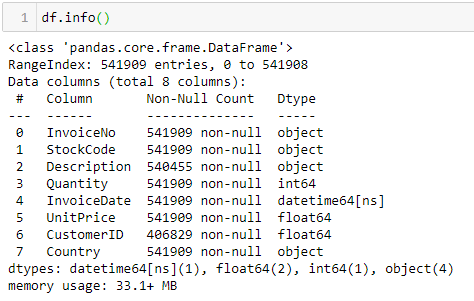 1 df.info()
<class 'pandas.core.frame.DataFrame'>
RangeIndex: 541909 entries, 0 to 541908
Data columns (total 8 columns):
 #   Column       Non-Null Count   Dtype
---  ------       --------------   -----
 0   InvoiceNo    541909 non-null  object
 1   StockCode    541909 non-null  object
 2   Description  540455 non-null  object
 3   Quantity     541909 non-null  int64
 4   InvoiceDate  541909 non-null  datetime64[ns]
 5   UnitPrice    541909 non-null  float64
 6   CustomerID   406829 non-null  float64
 7   Country      541909 non-null  object
dtypes: datetime64[ns](1), float64(2), int64(1), object(4)
memory usage: 33.1+ MB